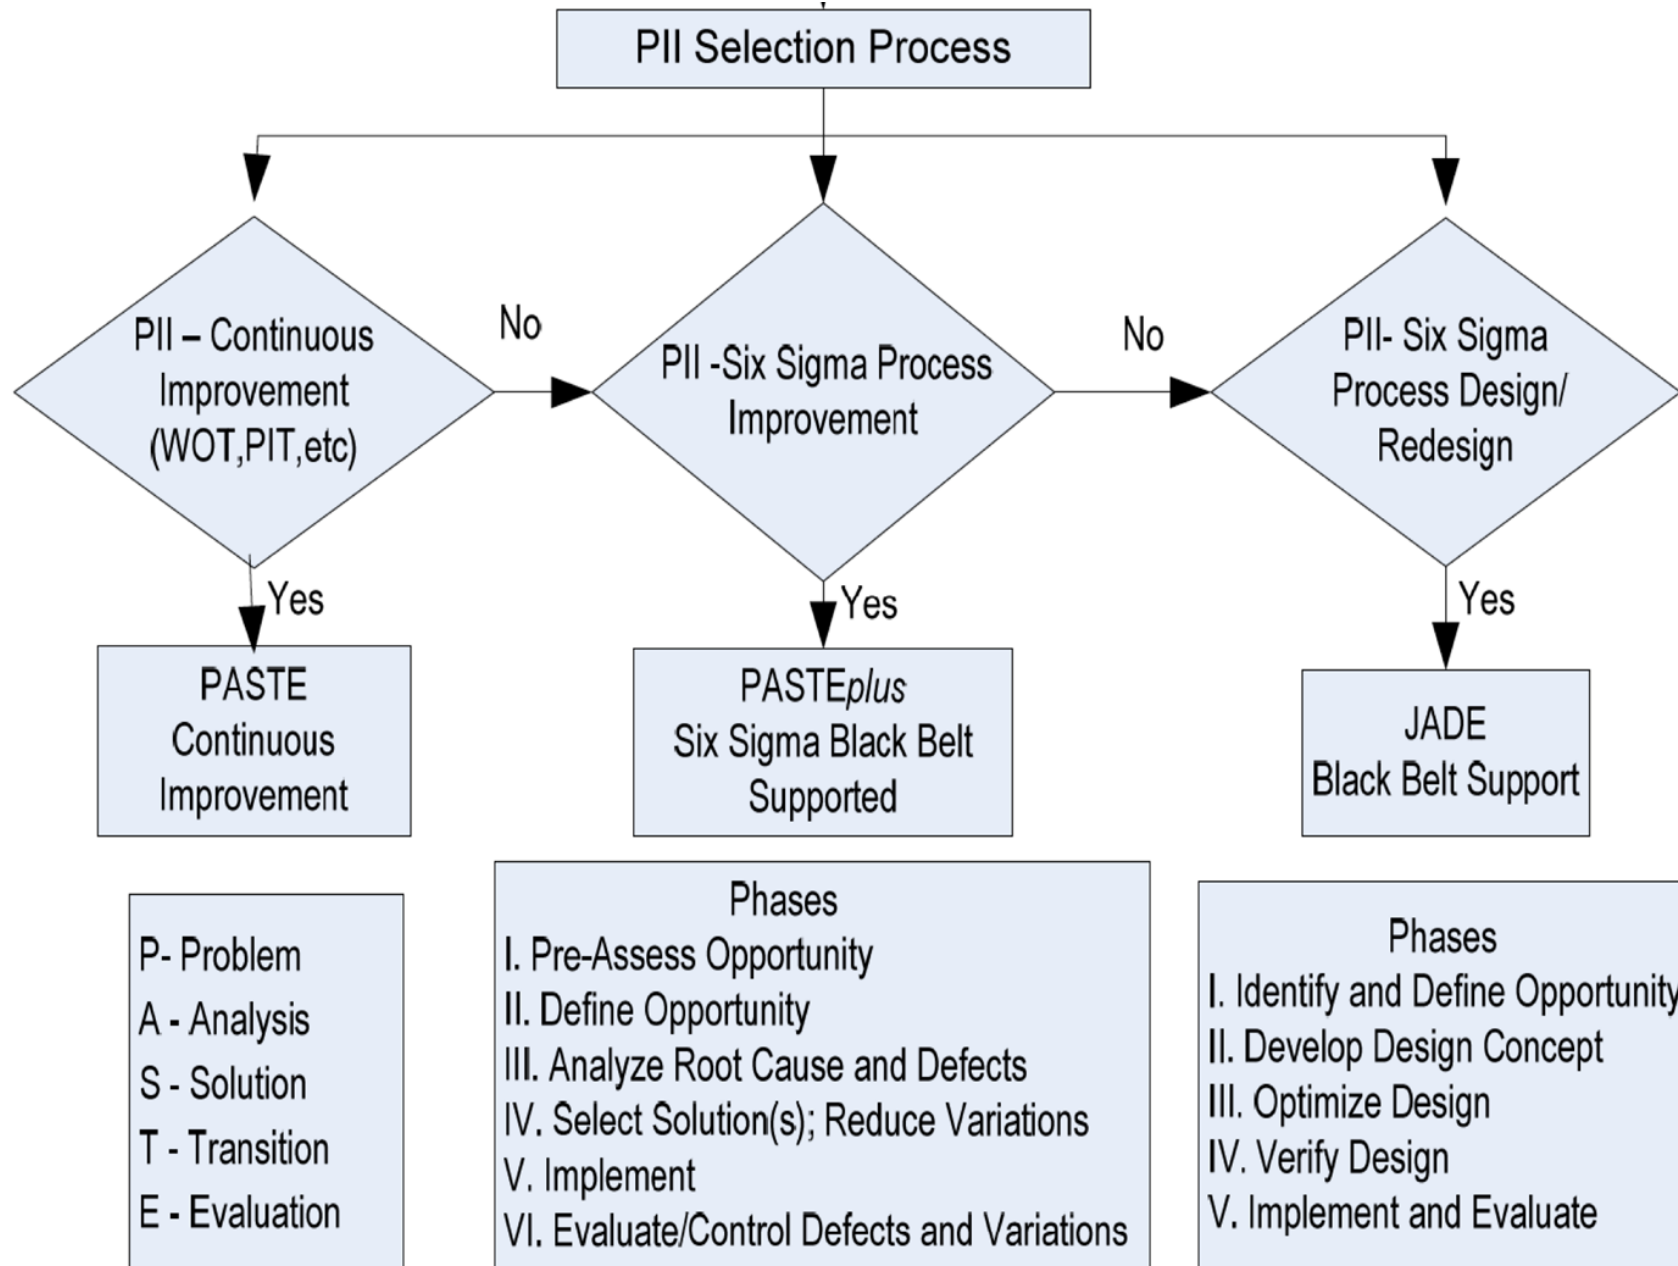 PII Selection Process
PII – Continuous
Improvement
(WOT,PIT,etc)
No
PII -Six Sigma Process
Improvement
No
PII- Six Sigma
Process Design/
Redesign
Yes
Yes
Yes
PASTE
Continuous
Improvement
PASTEplus
Six Sigma Black Belt
Supported
JADE
Black Belt Support
P- Problem
A - Analysis
S - Solution
T - Transition
E - Evaluation
Phases
I. Pre-Assess Opportunity
II. Define Opportunity
III. Analyze Root Cause and Defects
IV. Select Solution(s); Reduce Variations
V. Implement
VI. Evaluate/Control Defects and Variations
Phases
I. Identify and Define Opportunity
II. Develop Design Concept
III. Optimize Design
IV. Verify Design
V. Implement and Evaluate